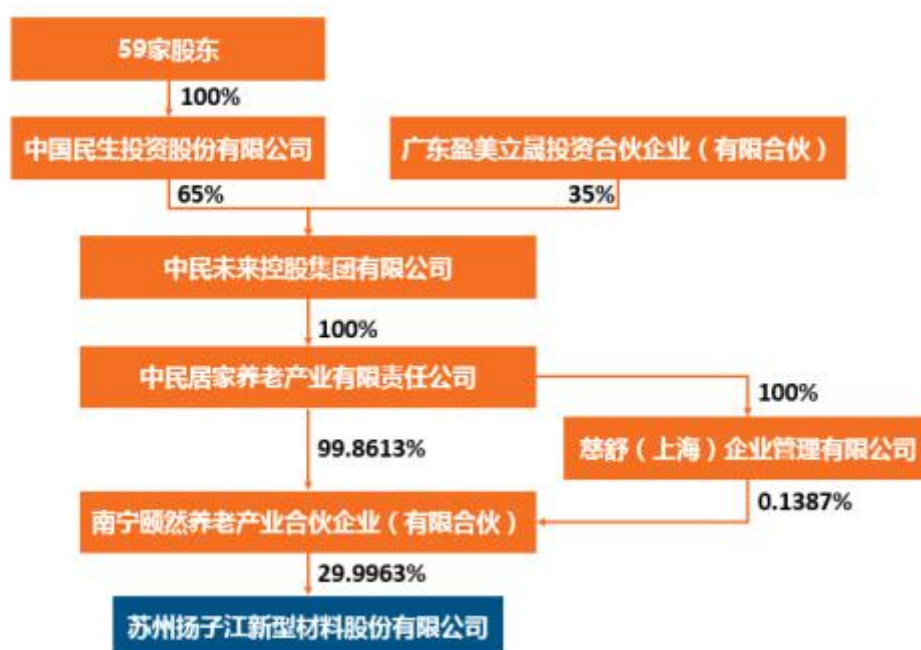 59家股东
100%
中国民生投资股份有限公司
广东盈美立晟投资合伙企业（有限合伙）
65%
35%
中民未来控股集团有限公司
100%
中民居家养老产业有限责任公司
100%
99.8613%
慈舒（上海）企业管理有限公司
0.1387%
南宁颐然养老产业合伙企业（有限合伙）
29.9963%
苏州扬子江新型材料股份有限公司